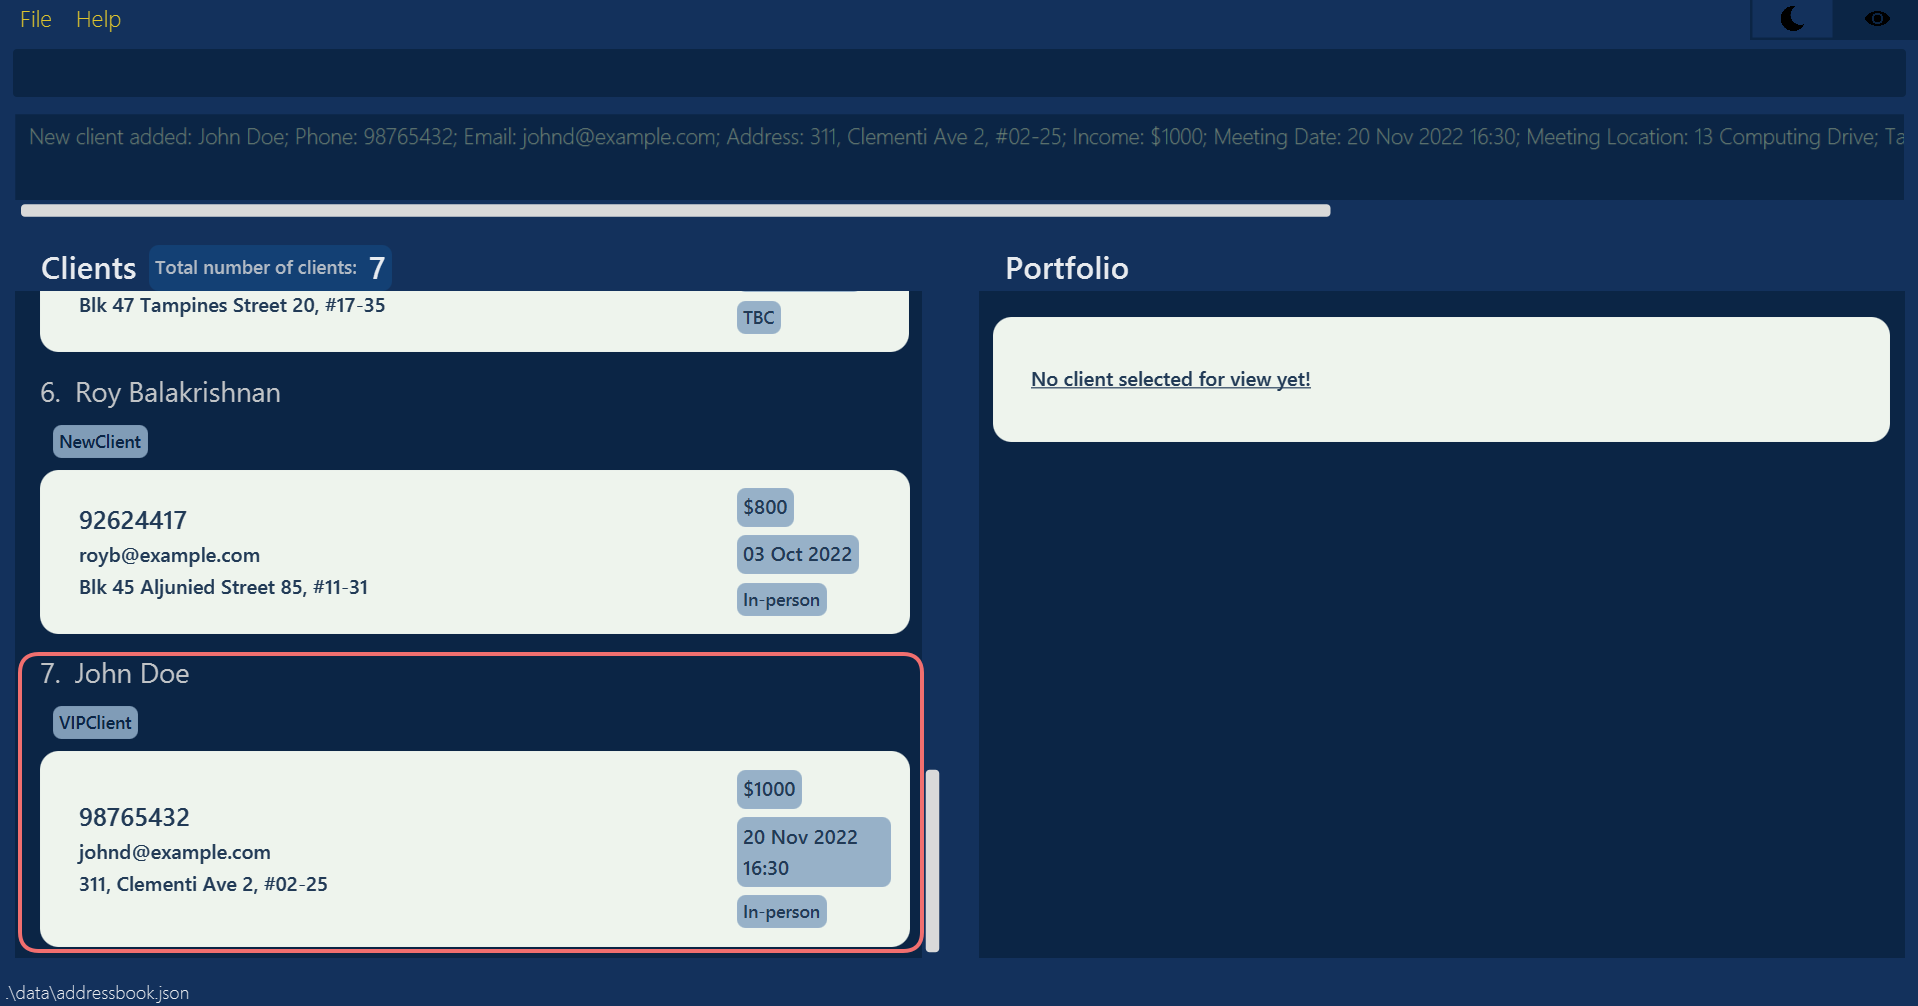 File Help
New client added: John Doe; Phone: 98765432; Email: johnd@example.com; Address: 311, Clementi Ave 2, #02-25; Income: $1000; Meeting Date: 20 Nov 2022 16:30; Meeting Location: 13 Computing Drive; Ta
Clients Total number of clients: 7
Blk 47 Tampines Street 20, #17-35
TBC
6. Roy Balakrishnan
NewClient
92624417
royb@example.com
Blk 45 Aljunied Street 85, #11-31
$800
03 Oct 2022
In-person
7. John Doe
VIPClient
98765432
johnd@example.com
311, Clementi Ave 2, #02-25
$1000
20 Nov 2022
16:30
In-person
Portfolio
No client selected for view yet!
.\data\addressbook.json